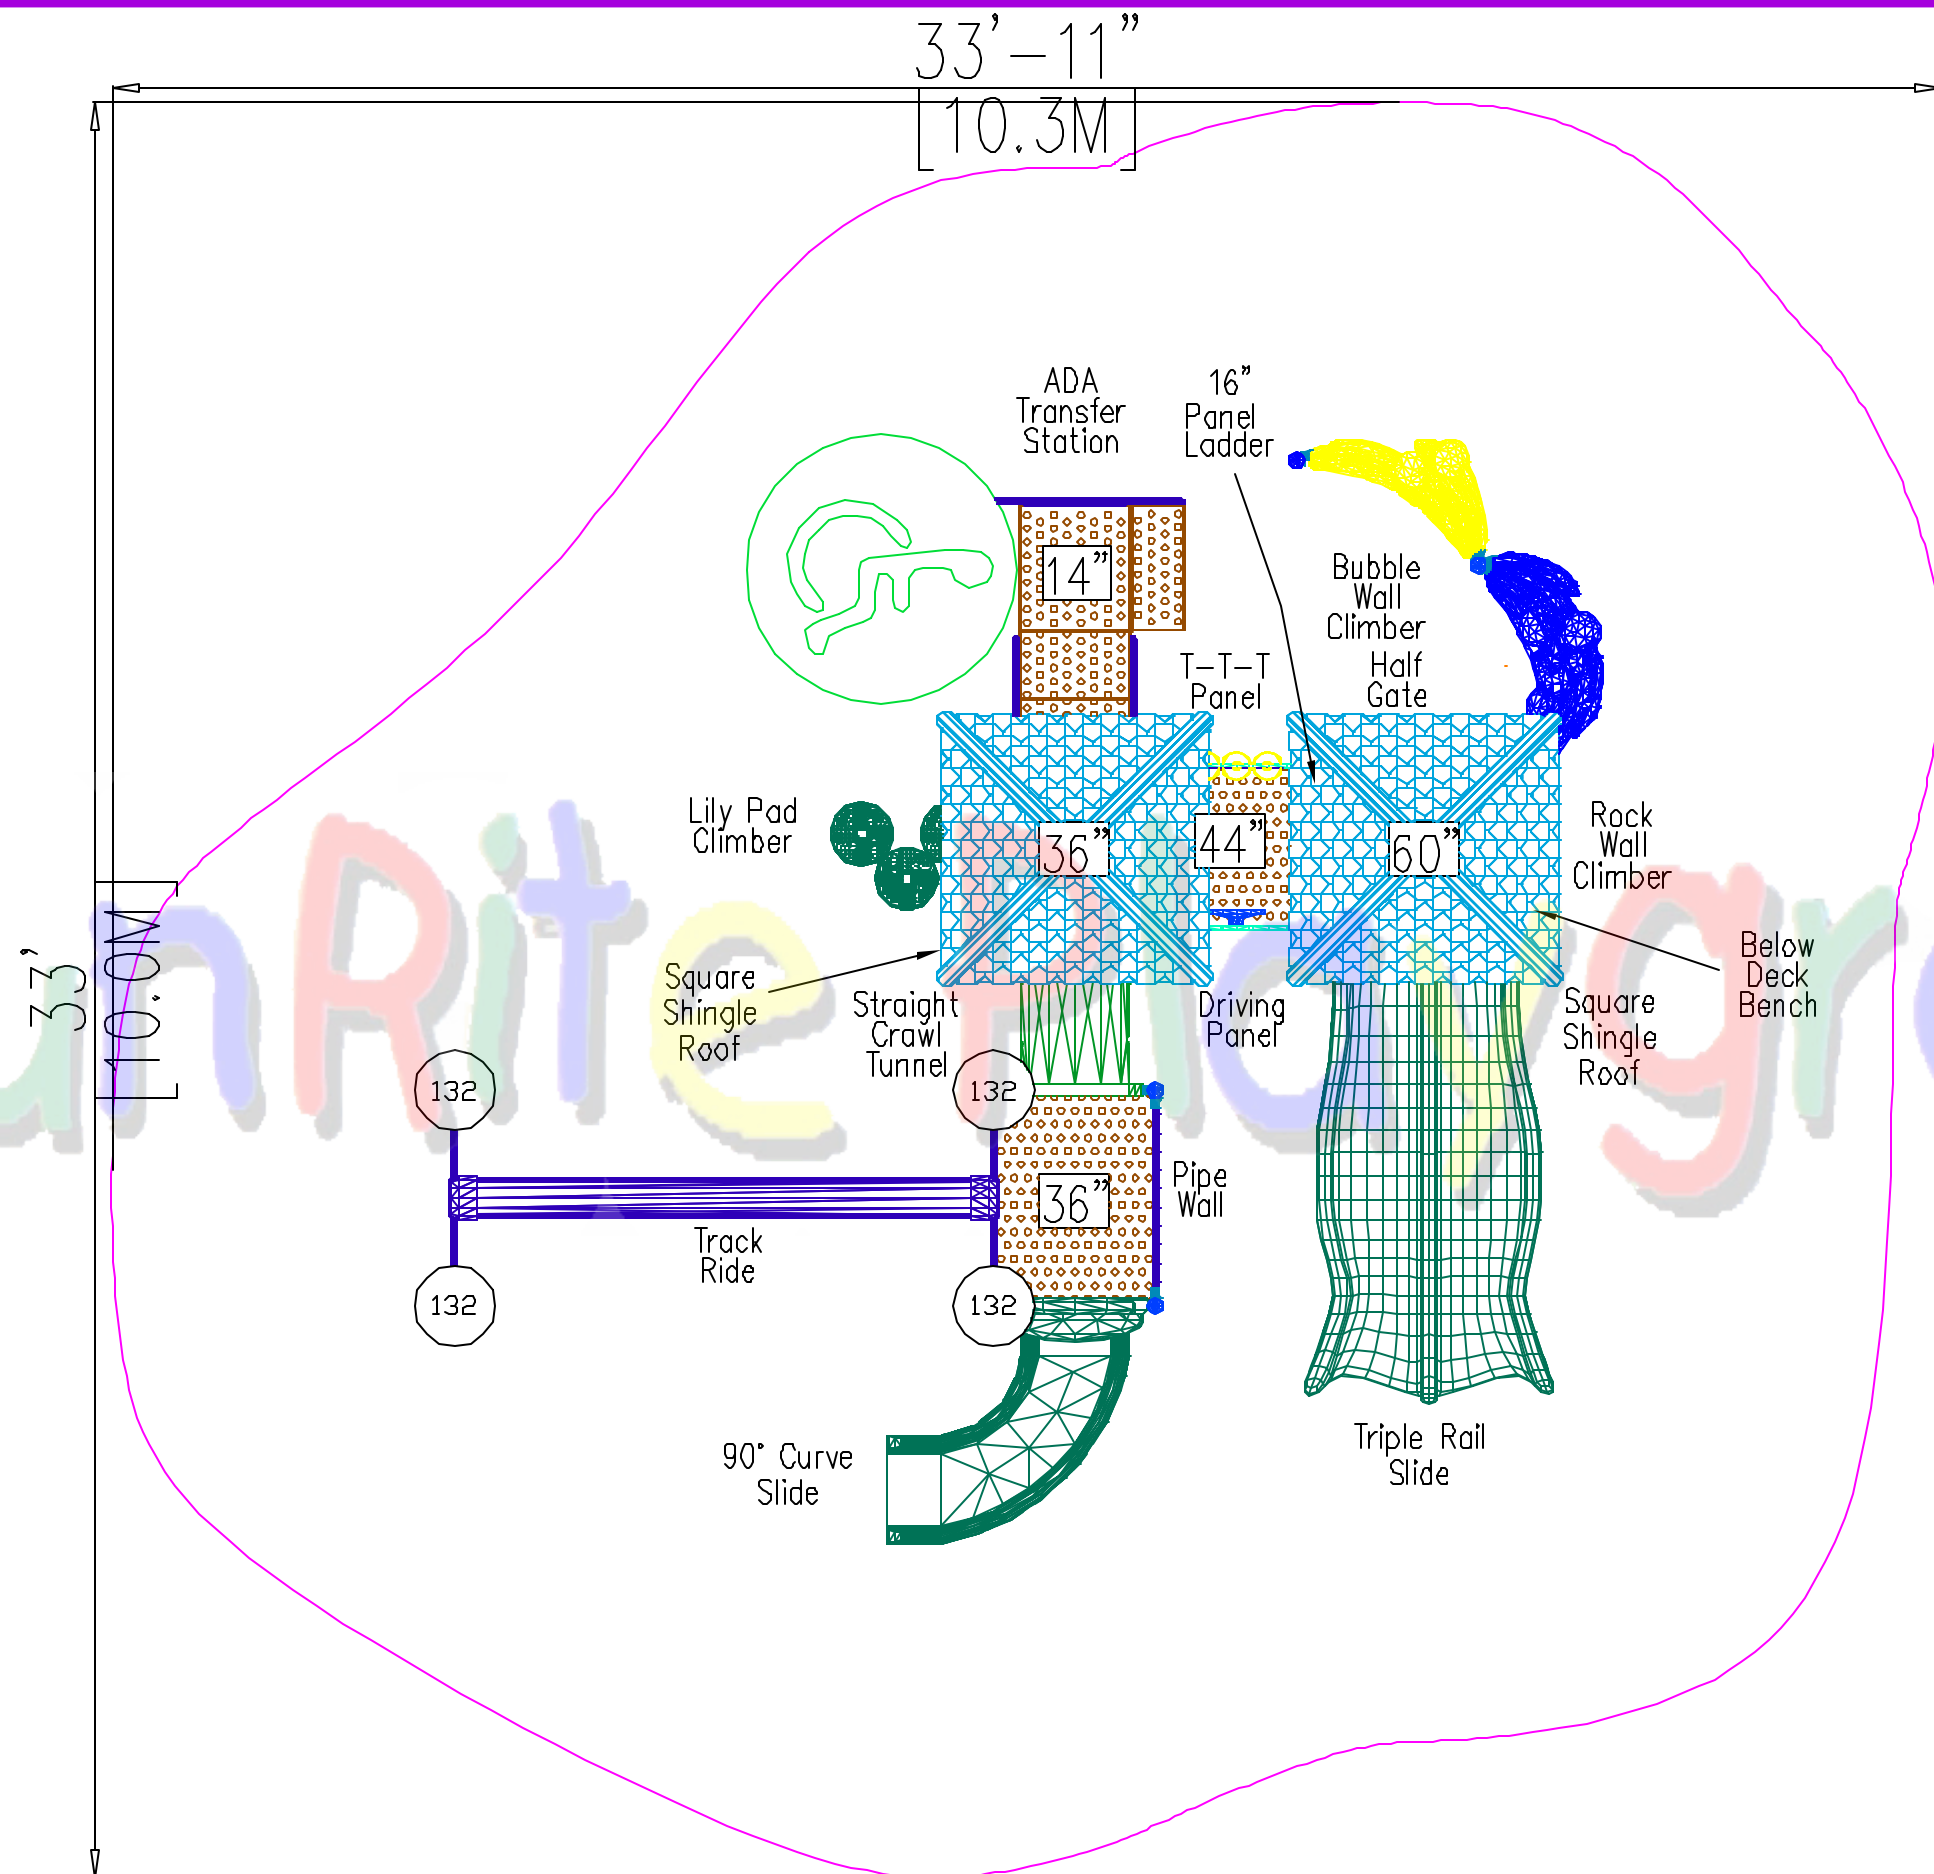 33'-11"
[10.3M]
33'
[10.0M]
ADA
Transfer
Station
16"
Panel
Ladder
14"
Bubble
Wall
Climber
Half
Gate
T-T-T
Panel
Lily Pad
Climber
36"
44"
60"
Rock
Wall
Climber
Below
Deck
Bench
Square
Shingle
Roof
Straight
Crawl
Tunnel
Driving
Panel
Square
Shingle
Roof
132
132
36"
Pipe
Wall
Track
Ride
132
132
90° Curve
Slide
Triple Rail
Slide
unRite Playgro